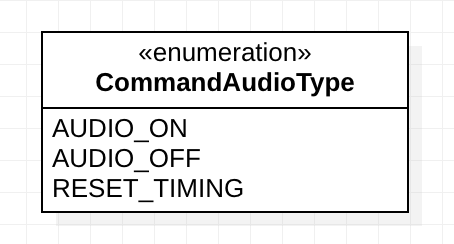 «enumeration»
CommandAudioType
AUDIO_ON
AUDIO_OFF
RESET_TIMING